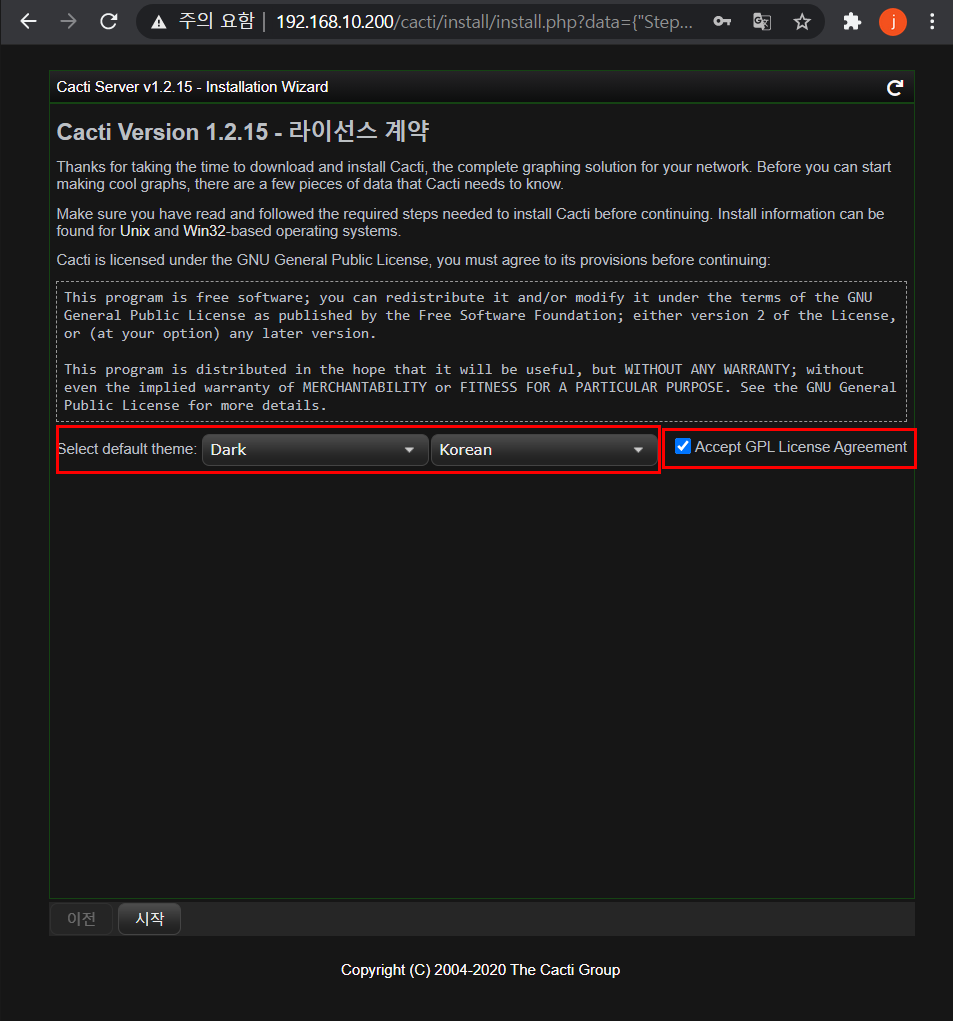 주의 요함 | 192.168.10.200/cacti/install/install.php?data={"Step...
j
Cacti Server v1.2.15 - Installation Wizard
Cacti Version 1.2.15 - 라이선스 계약
Thanks for taking the time to download and install Cacti, the complete graphing solution for your network. Before you can start
making cool graphs, there are a few pieces of data that Cacti needs to know.
Make sure you have read and followed the required steps needed to install Cacti before continuing. Install information can be
found for Unix and Win32-based operating systems.
Cacti is licensed under the GNU General Public License, you must agree to its provisions before continuing:
This program is free software; you can redistribute it and/or modify it under the terms of the GNU
General Public License as published by the Free Software Foundation; either version 2 of the License,
or (at your option) any later version.
This program is distributed in the hope that it will be useful, but WITHOUT ANY WARRANTY; without
even the implied warranty of MERCHANTABILITY or FITNESS FOR A PARTICULAR PURPOSE. See the GNU General
Public License for more details.
Select default theme: Dark Korean Accept GPL License Agreement
이전 시작
Copyright (C) 2004-2020 The Cacti Group